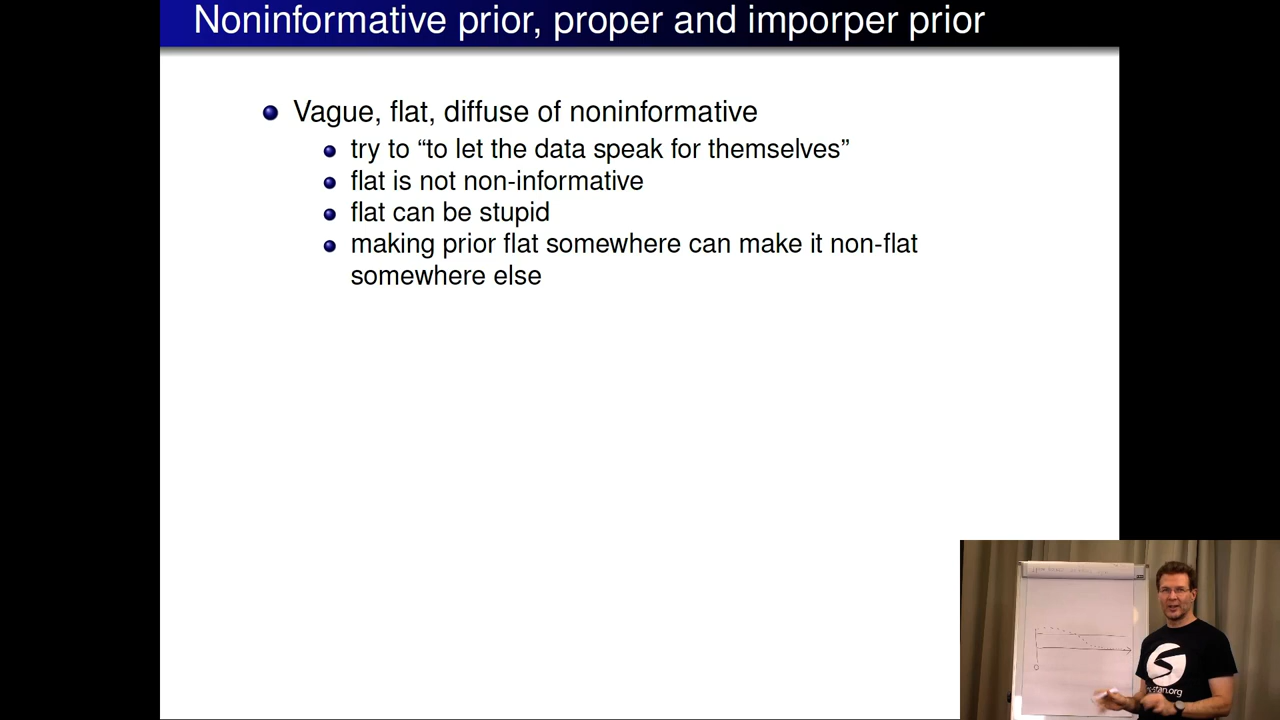 Noninformative prior, proper and imporper prior
Vague, flat, diffuse of noninformative
try to “to let the data speak for themselves”
flat is not non-informative
flat can be stupid
making prior flat somewhere can make it non-flat
somewhere else
0